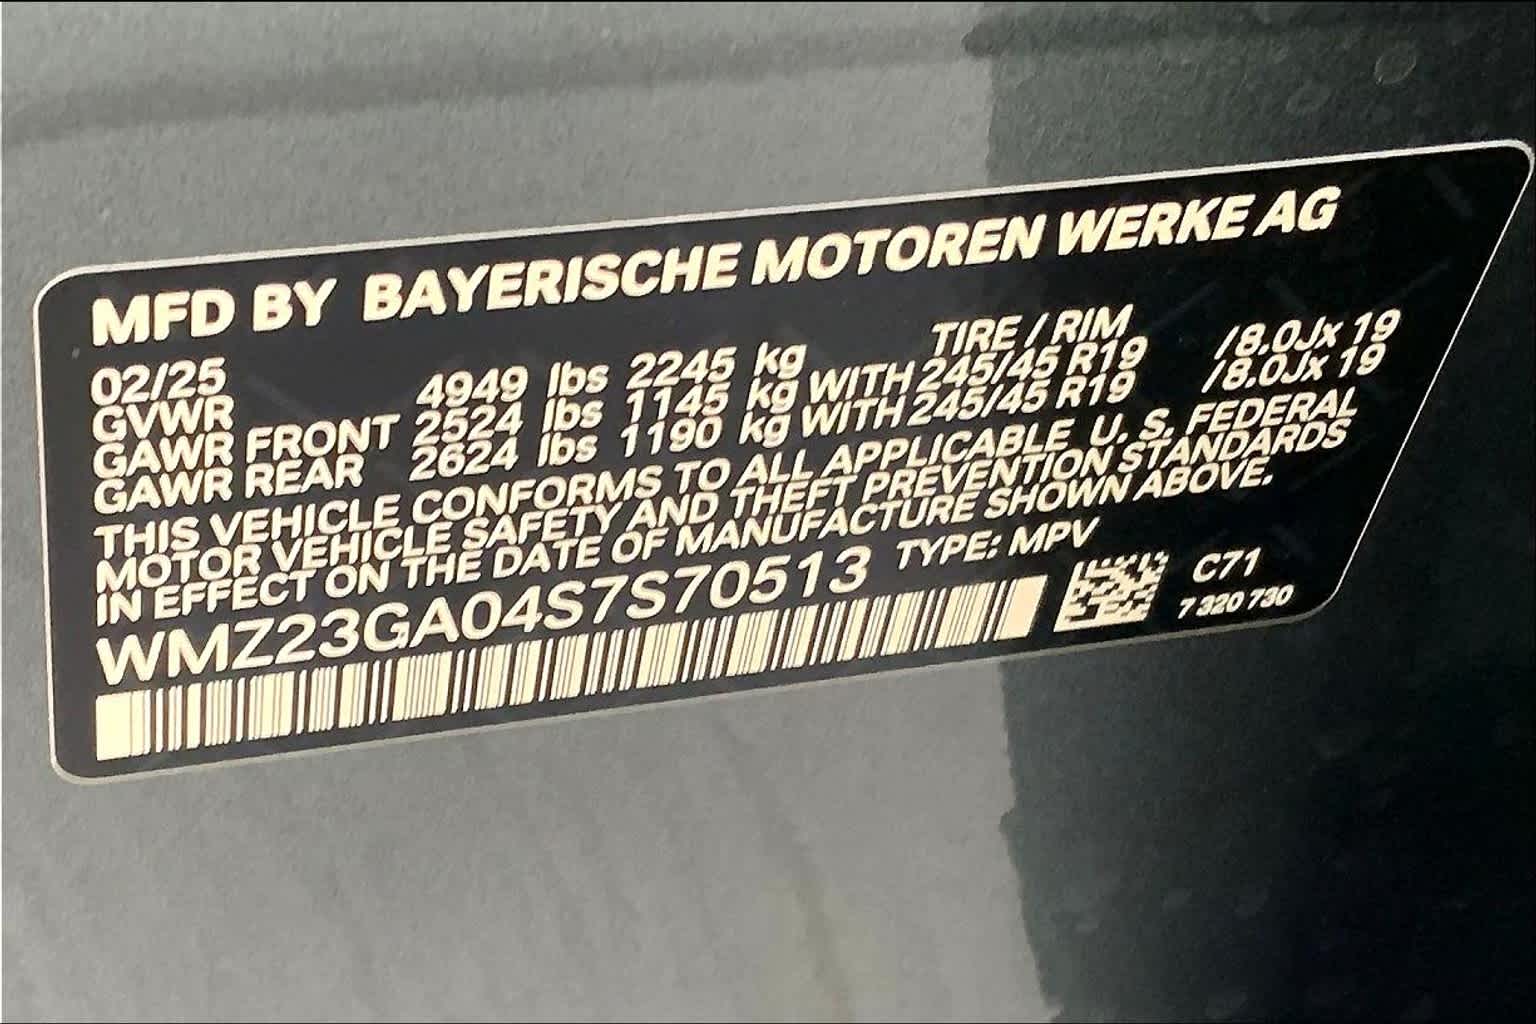 MFD BY BAYERISCHE MOTOREN WERKE AG
02/25 TIRE / RIM
GVWR 4949 lbs 2245 kg
GAWR FRONT 2524 lbs 1145 kg WITH 245/45 R19 /8.0Jx 19
GAWR REAR 2624 lbs 1190 kg WITH 245/45 R19 /8.0Jx 19
THIS VEHICLE CONFORMS TO ALL APPLICABLE U. S. FEDERAL
MOTOR VEHICLE SAFETY AND THEFT PREVENTION STANDARDS
IN EFFECT ON THE DATE OF MANUFACTURE SHOWN ABOVE.
WMZ23GA04S7S70513 TYPE: MPV
C71
7 320 730